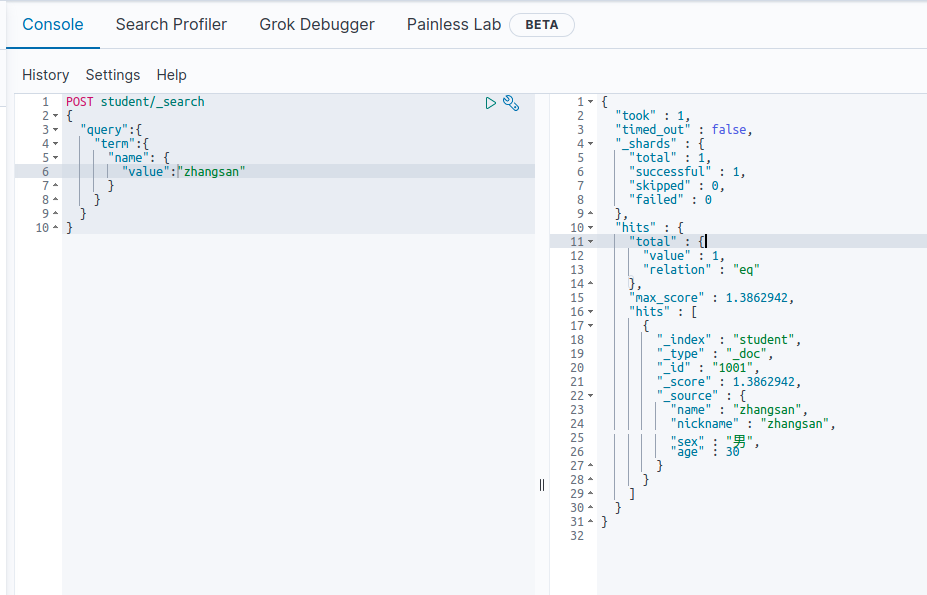 Console Search Profiler Grok Debugger Painless Lab BETA
History Settings Help
1 POST student/_search
2 {
3 "query":{
4 "term":{
5 "name": {
6 "value":"zhangsan"
7 }
8 }
9 }
10 }
1 {
2 "took" : 1,
3 "timed_out" : false,
4 "_shards" : {
5 "total" : 1,
6 "successful" : 1,
7 "skipped" : 0,
8 "failed" : 0
9 },
10 "hits" : {
11 "total" : {
12 "value" : 1,
13 "relation" : "eq"
14 },
15 "max_score" : 1.3862942,
16 "hits" : [
17 {
18 "_index" : "student",
19 "_type" : "_doc",
20 "_id" : "1001",
21 "_score" : 1.3862942,
22 "_source" : {
23 "name" : "zhangsan",
24 "nickname" : "zhangsan",
25 "sex" : "男",
26 "age" : 30
27 }
28 }
29 ]
30 }
31 }
32